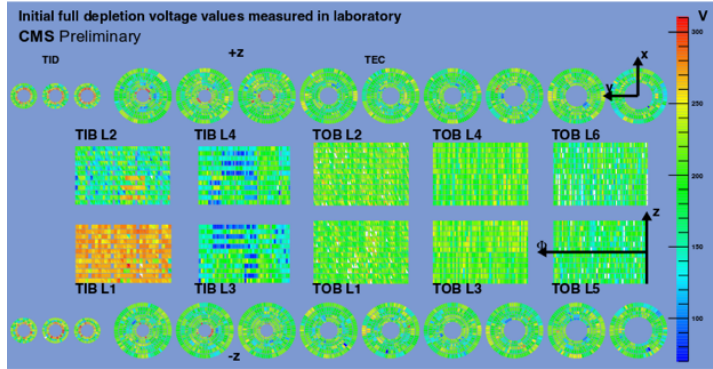 Initial full depletion voltage values measured in laboratory
V
CMS Preliminary
300
+z
TID
TEC
x
y
250
TIB L2
TIB L4
TOB L2
TOB L4
TOB L6
200
z
Φ
150
TIB L1
TIB L3
TOB L1
TOB L3
TOB L5
100
-z